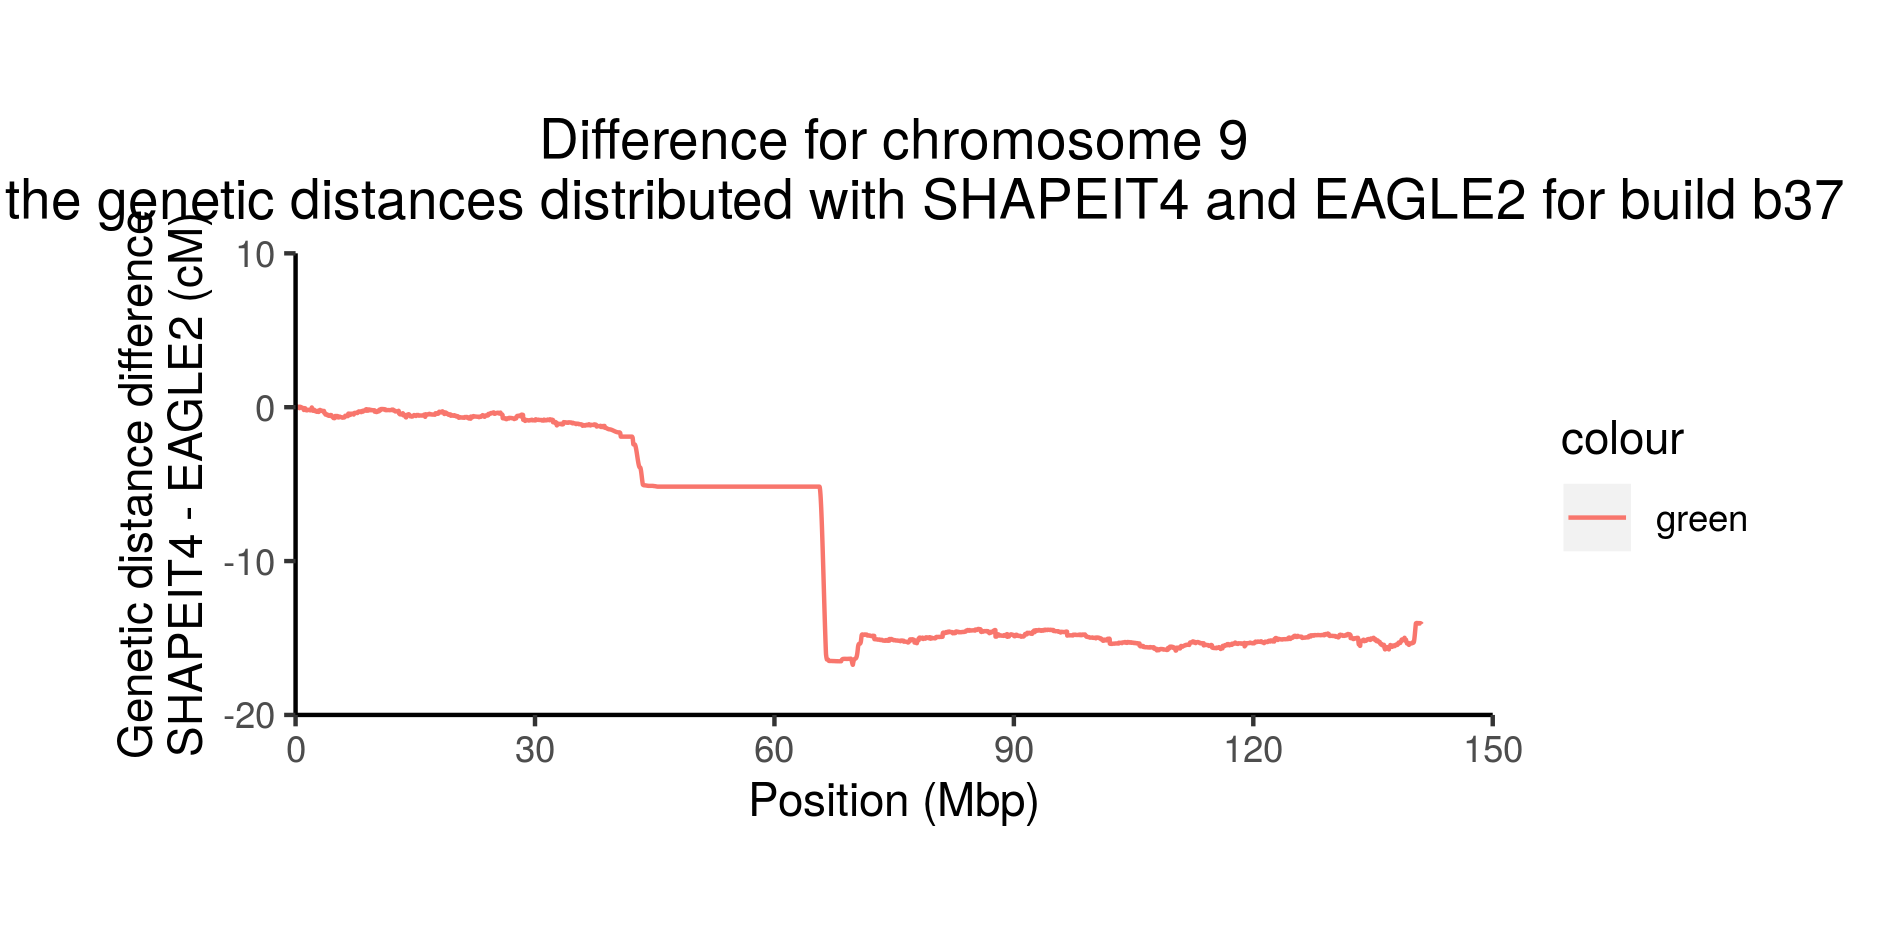 Difference for chromosome 9
the genetic distances distributed with SHAPEIT4 and EAGLE2 for build b37
Genetic distance difference
SHAPEIT4 - EAGLE2 (cM)
10
0
-10
-20
0
30
60
90
120
150
Position (Mbp)
colour
green